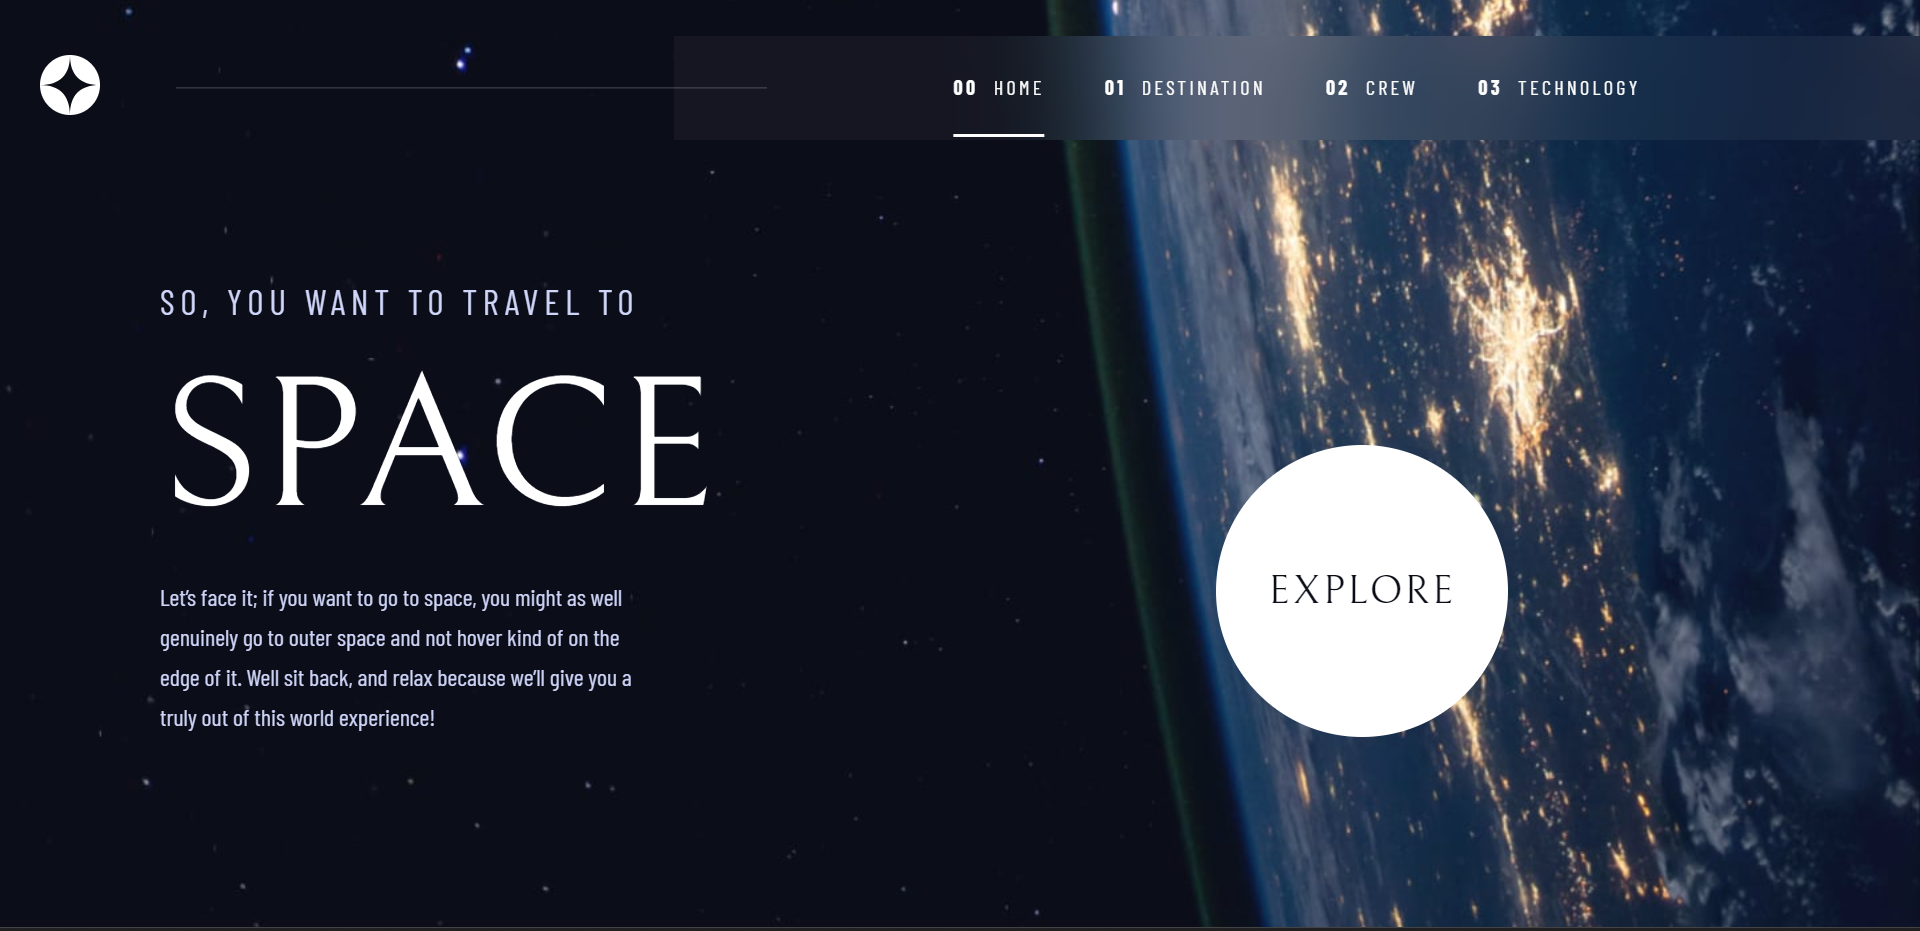 00 HOME 01 DESTINATION 02 CREW 03 TECHNOLOGY
SO, YOU WANT TO TRAVEL TO
SPACE
Let’s face it; if you want to go to space, you might as well
genuinely go to outer space and not hover kind of on the
edge of it. Well sit back, and relax because we’ll give you a
truly out of this world experience!
EXPLORE